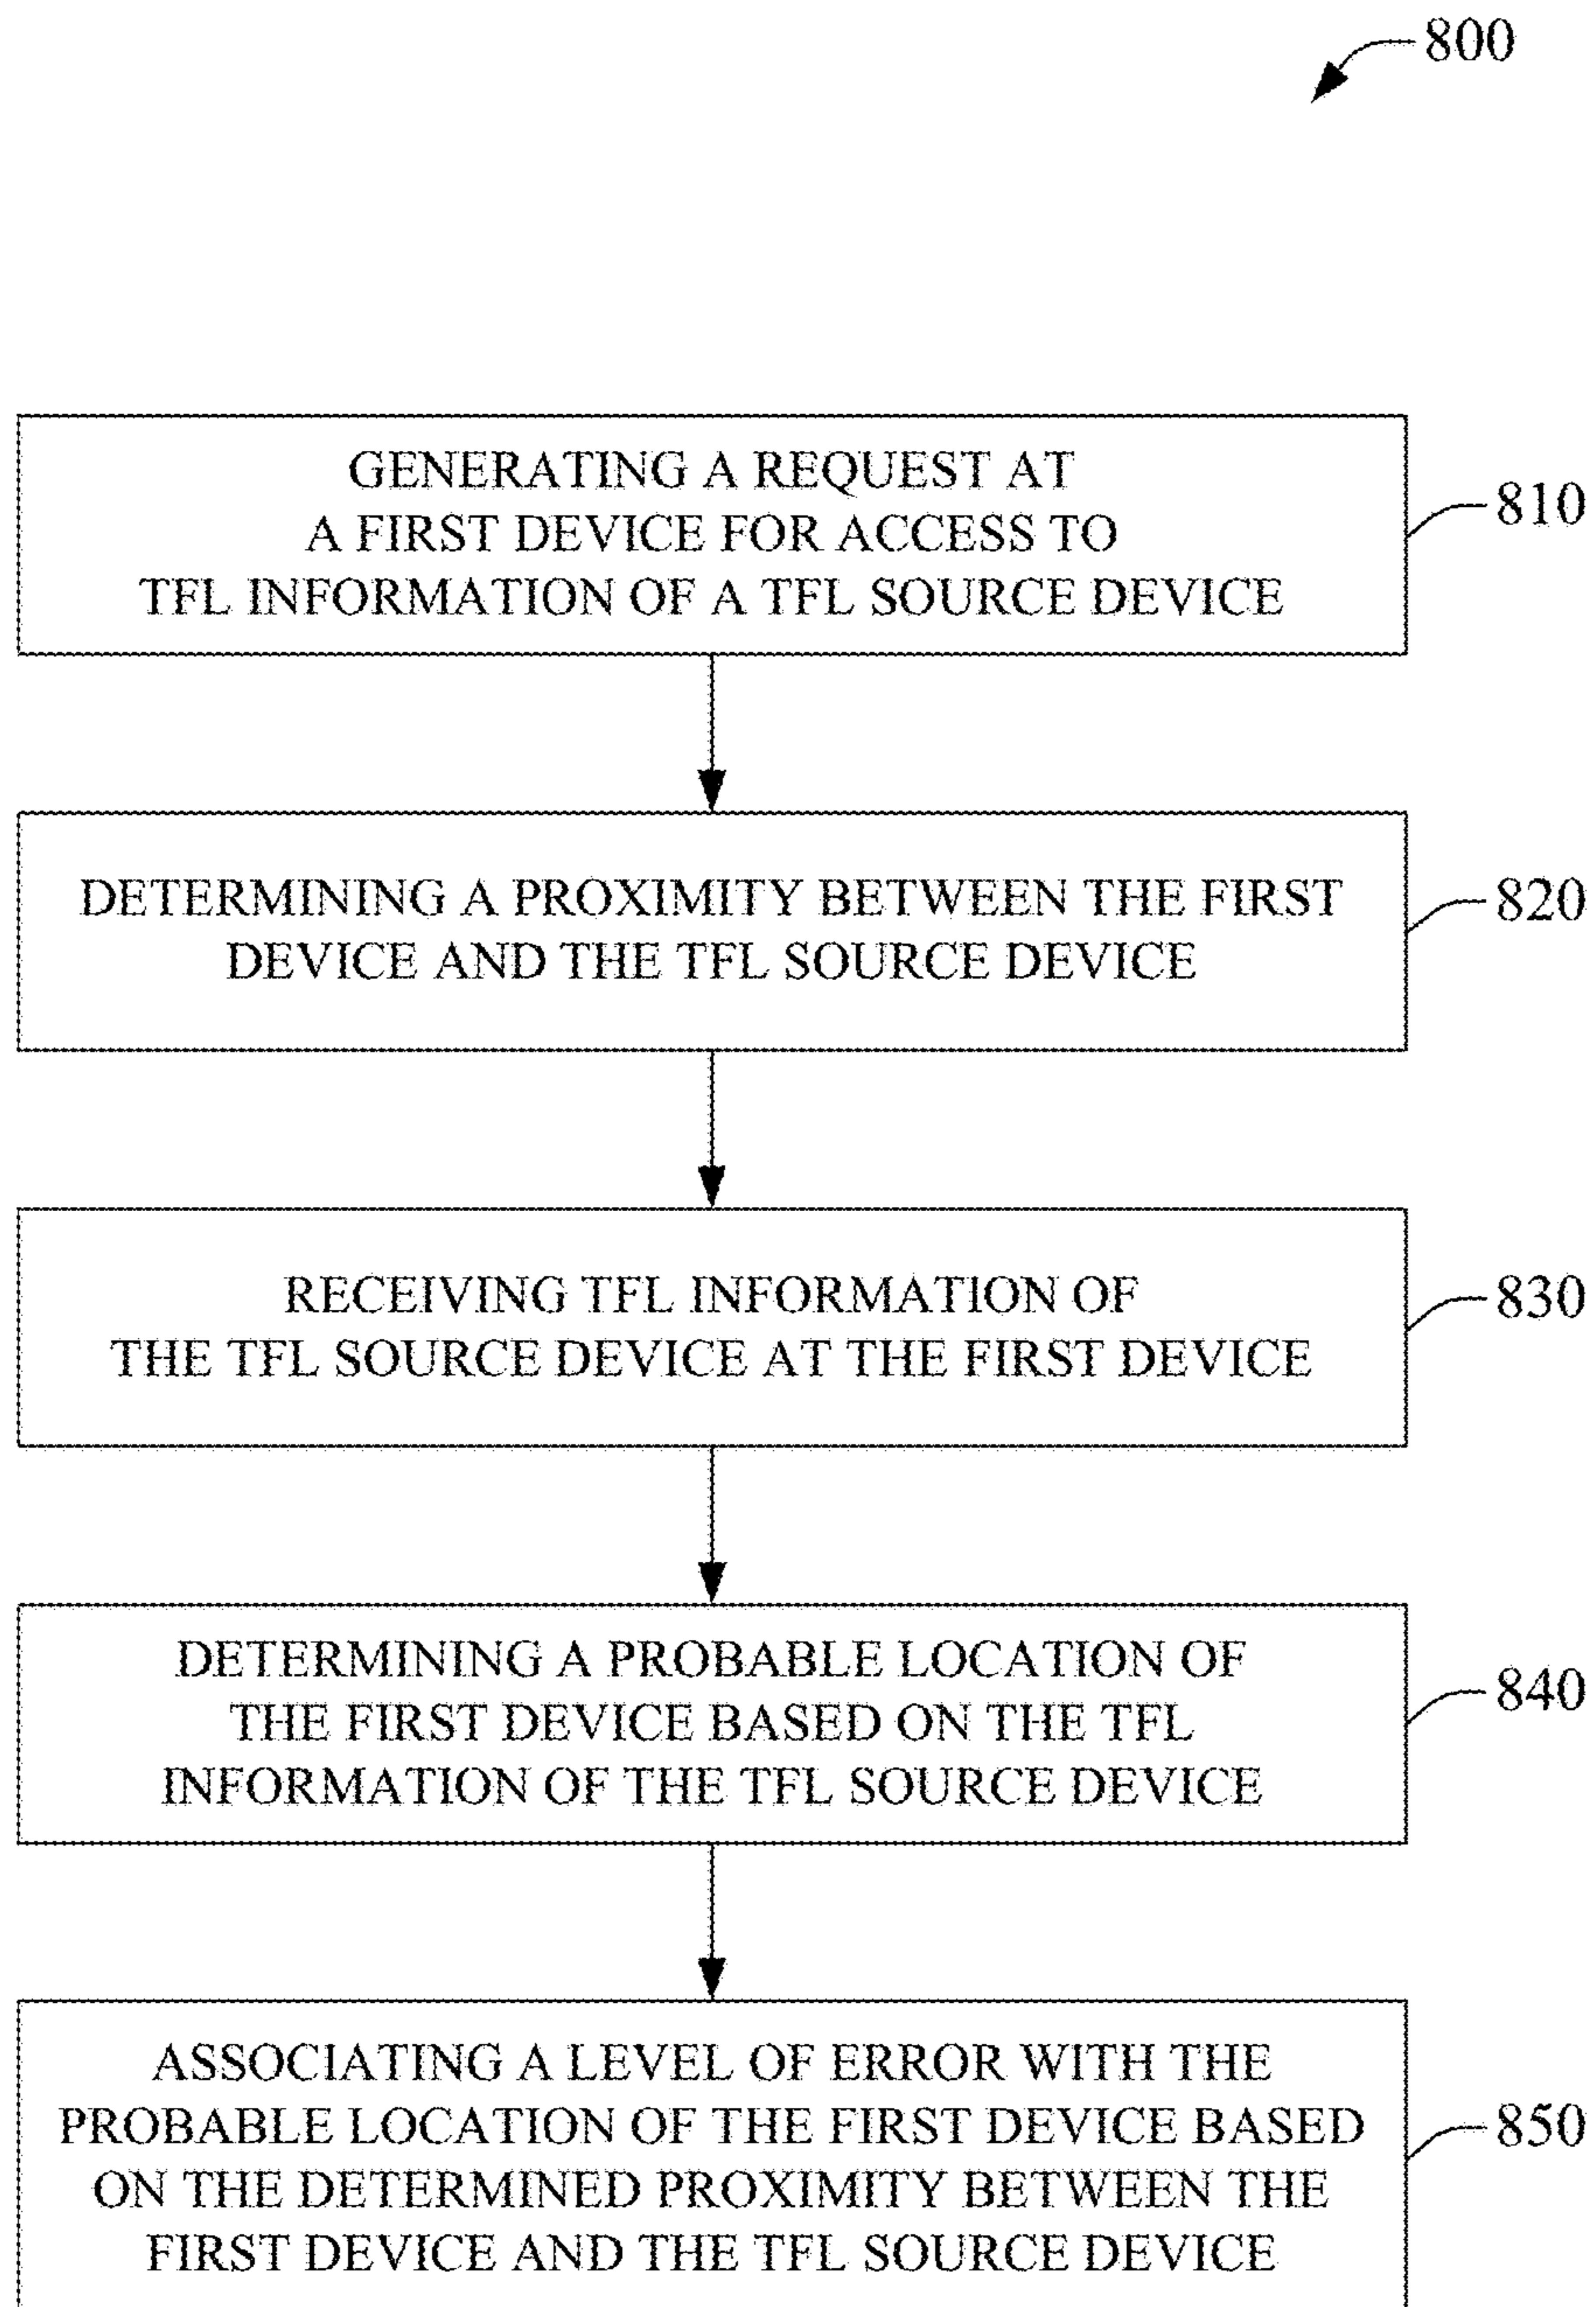 800
GENERATING A REQUEST AT
A FIRST DEVICE FOR ACCESS TO
TFL INFORMATION OF A TFL SOURCE DEVICE
810
DETERMINING A PROXIMITY BETWEEN THE FIRST
DEVICE AND THE TFL SOURCE DEVICE
820
RECEIVING TFL INFORMATION OF
THE TFL SOURCE DEVICE AT THE FIRST DEVICE
830
DETERMINING A PROBABLE LOCATION OF
THE FIRST DEVICE BASED ON THE TFL
INFORMATION OF THE TFL SOURCE DEVICE
840
ASSOCIATING A LEVEL OF ERROR WITH THE
PROBABLE LOCATION OF THE FIRST DEVICE BASED
ON THE DETERMINED PROXIMITY BETWEEN THE
FIRST DEVICE AND THE TFL SOURCE DEVICE
850